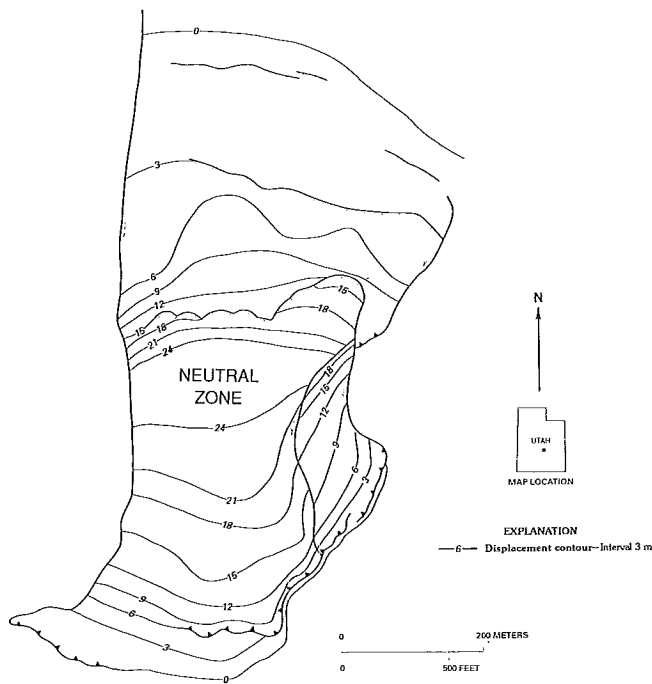 0
3
6
9
12
15
18
15
18
21
24
NEUTRAL
ZONE
24
18
15
12
9
21
18
6
3
15
12
9
6
3
0
N
UTAH
MAP LOCATION
EXPLANATION
—6— Displacement contour--Interval 3 m
0 200 METERS
0 500 FEET